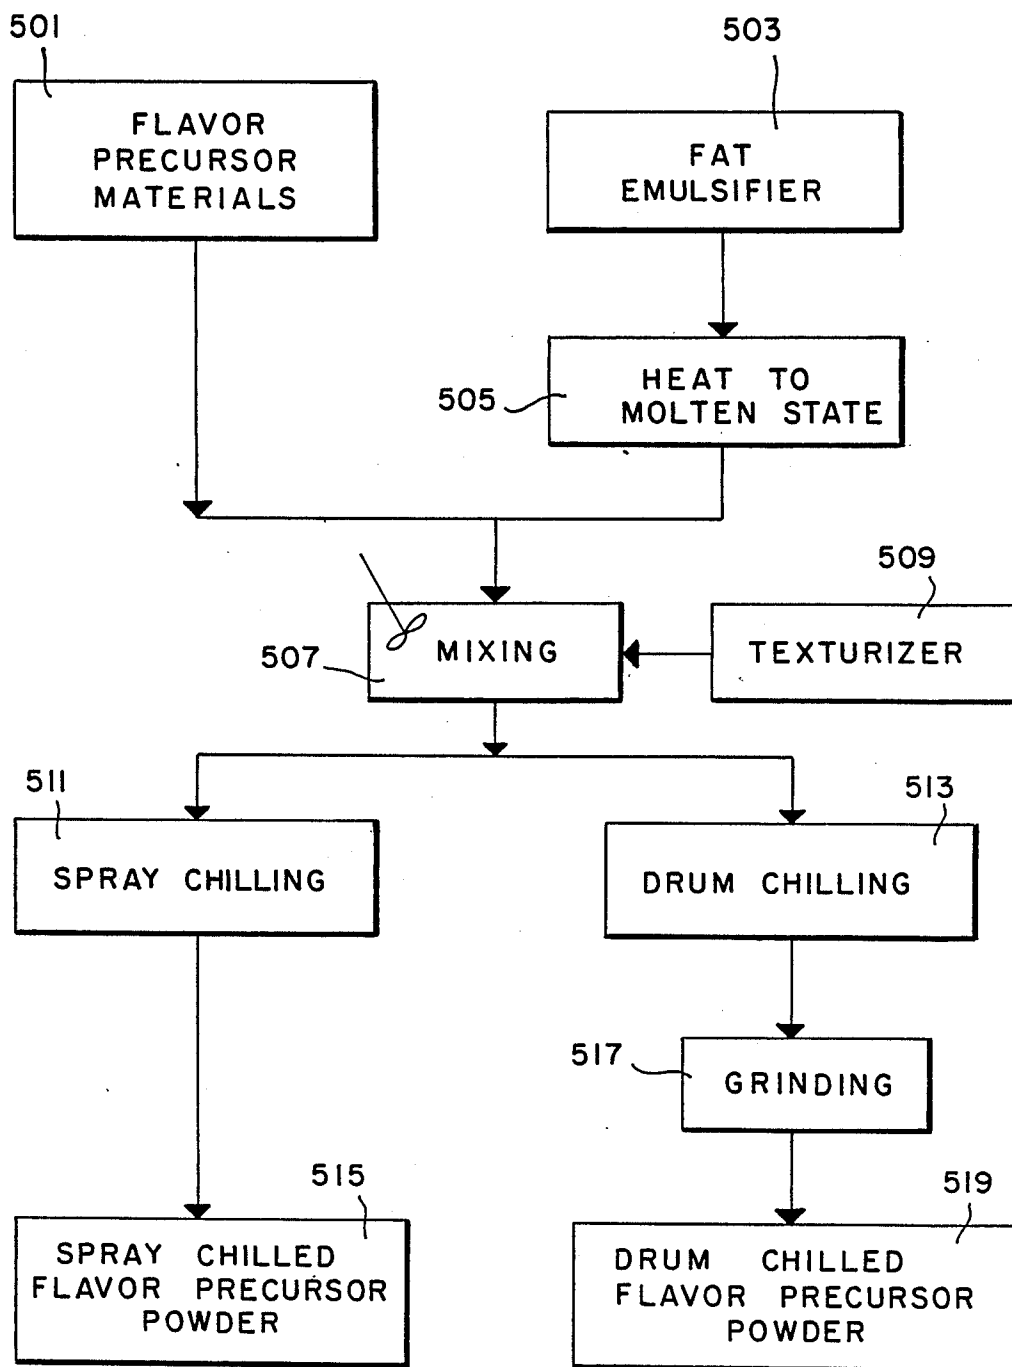 501
FLAVOR
PRECURSOR
MATERIALS
503
FAT
EMULSIFIER
505
HEAT TO
MOLTEN STATE
507
MIXING
509
TEXTURIZER
511
SPRAY CHILLING
513
DRUM CHILLING
517
GRINDING
515
SPRAY CHILLED
FLAVOR PRECURSOR
POWDER
519
DRUM CHILLED
FLAVOR PRECURSOR
POWDER